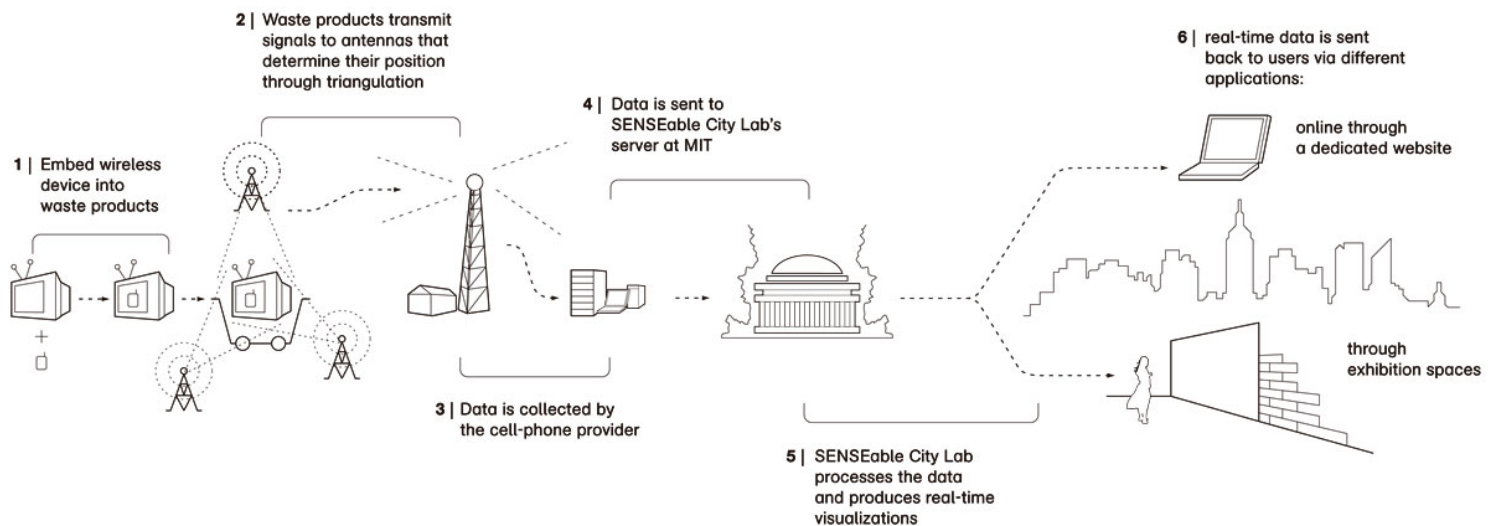 1 | Embed wireless
device into
waste products
2 | Waste products transmit
signals to antennas that
determine their position
through triangulation
3 | Data is collected by
the cell-phone provider
4 | Data is sent to
SENSEable City Lab's
server at MIT
5 | SENSEable City Lab
processes the data
and produces real-time
visualizations
6 | real-time data is sent
back to users via different
applications:
online through
a dedicated website
through
exhibition spaces